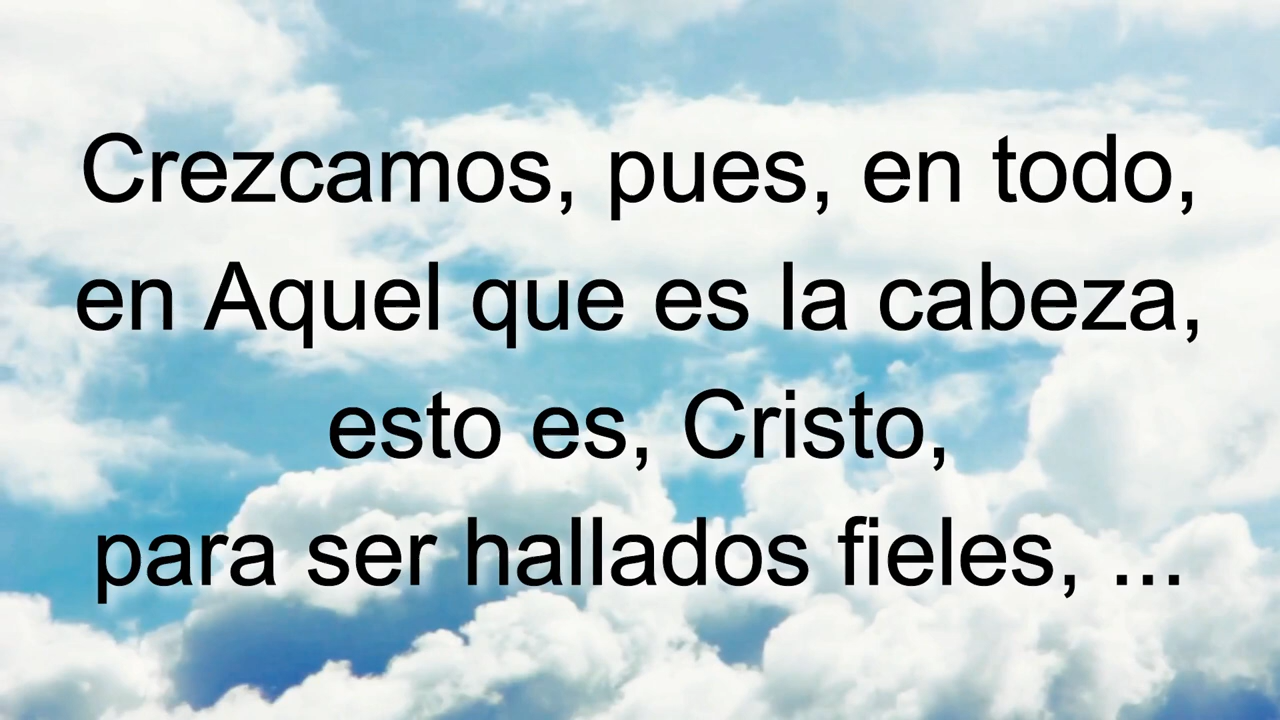 Crezcamos, pues, en todo,
en Aquel que es la cabeza,
esto es, Cristo,
para ser hallados fieles, ...